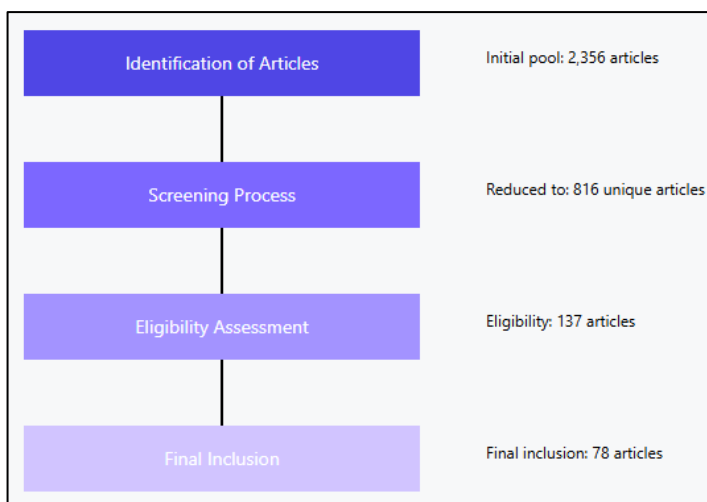 Identification of Articles
Initial pool: 2,356 articles
Screening Process
Reduced to: 816 unique articles
Eligibility Assessment
Eligibility: 137 articles
Final Inclusion
Final inclusion: 78 articles